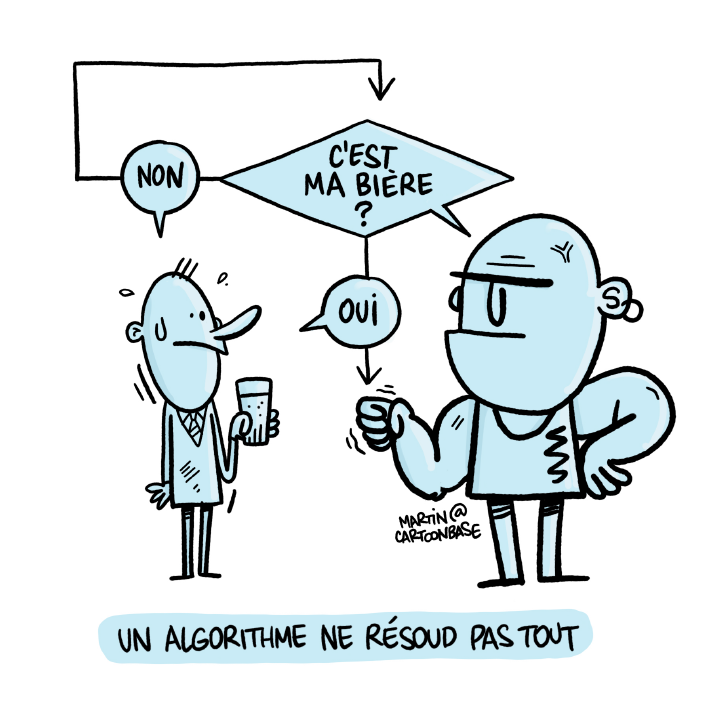 C'EST
MA BIÈRE
?
NON
OUI
MARTIN@
CARTOONBASE
UN ALGORITHME NE RÉSOUD PAS TOUT